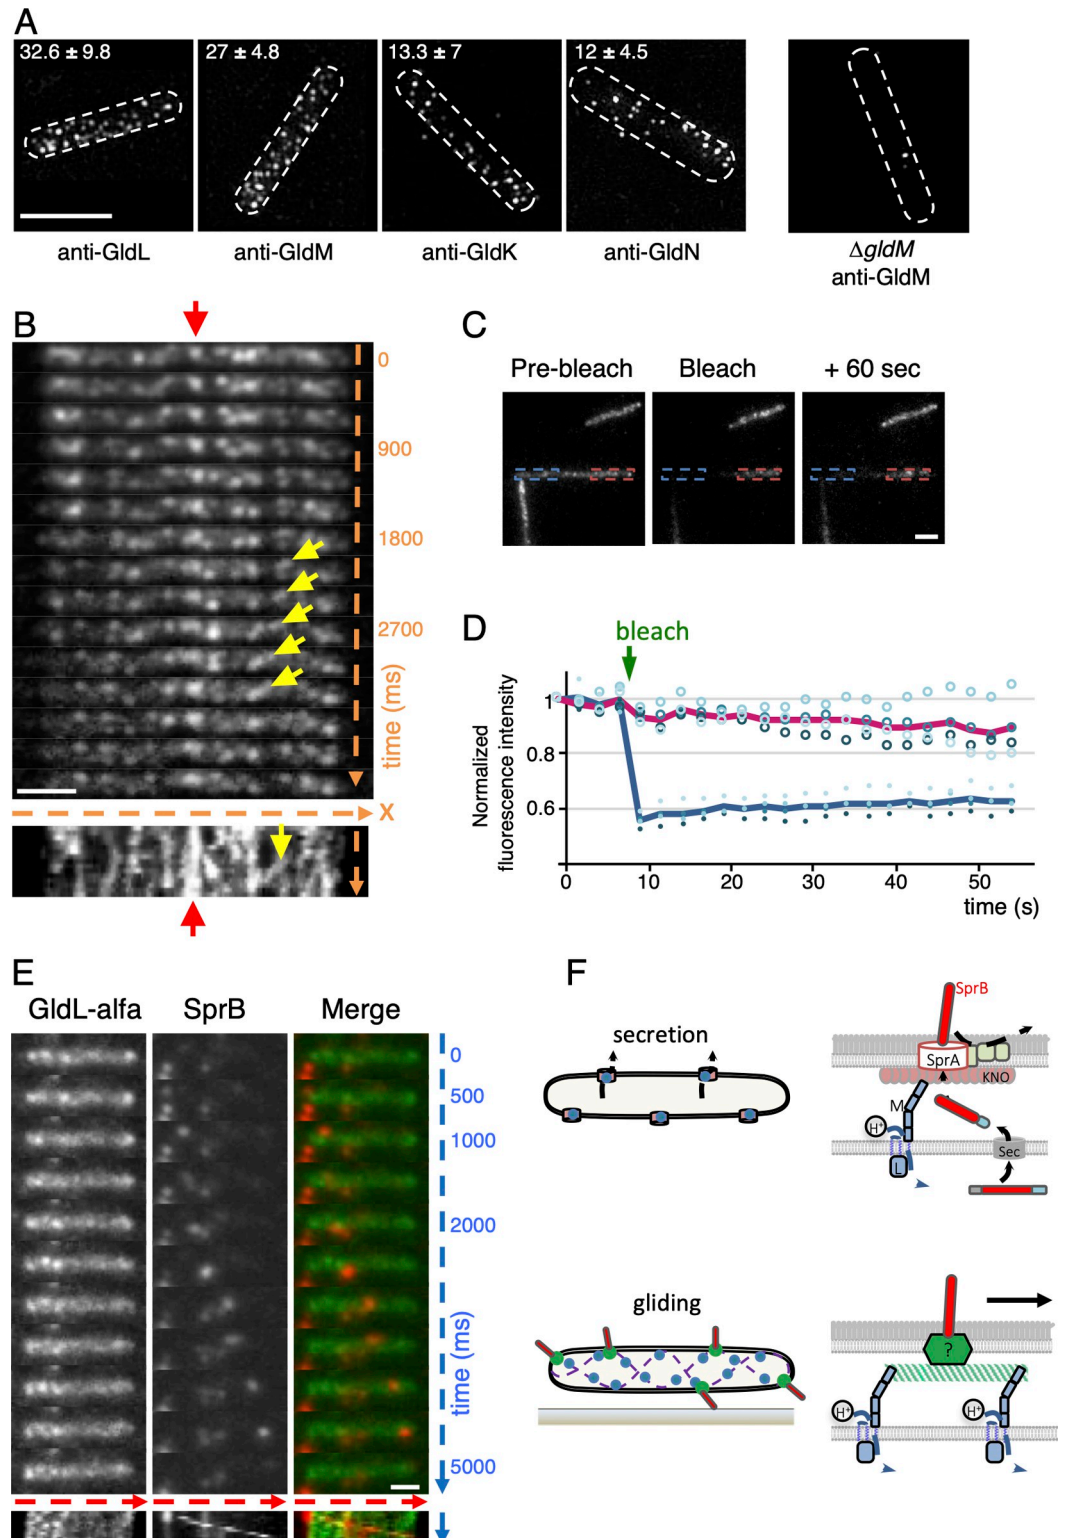 A
32.6 ± 9.8
27 ± 4.8
13.3 ± 7
12 ± 4.5
anti-GldL
anti-GldM
anti-GldK
anti-GldN
ΔgldM
anti-GldM
B
0
900
1800
2700
time (ms)
X
C
Pre-bleach
Bleach
+ 60 sec
D
bleach
Normalized
fluorescence intensity
1
0.8
0.6
0
10
20
30
40
50
time (s)
E
GldL-alfa
SprB
Merge
0
500
1000
2000
time (ms)
5000
F
secretion
SprB
SprA
KNO
M
H+
L
Sec
gliding
?
H+
H+